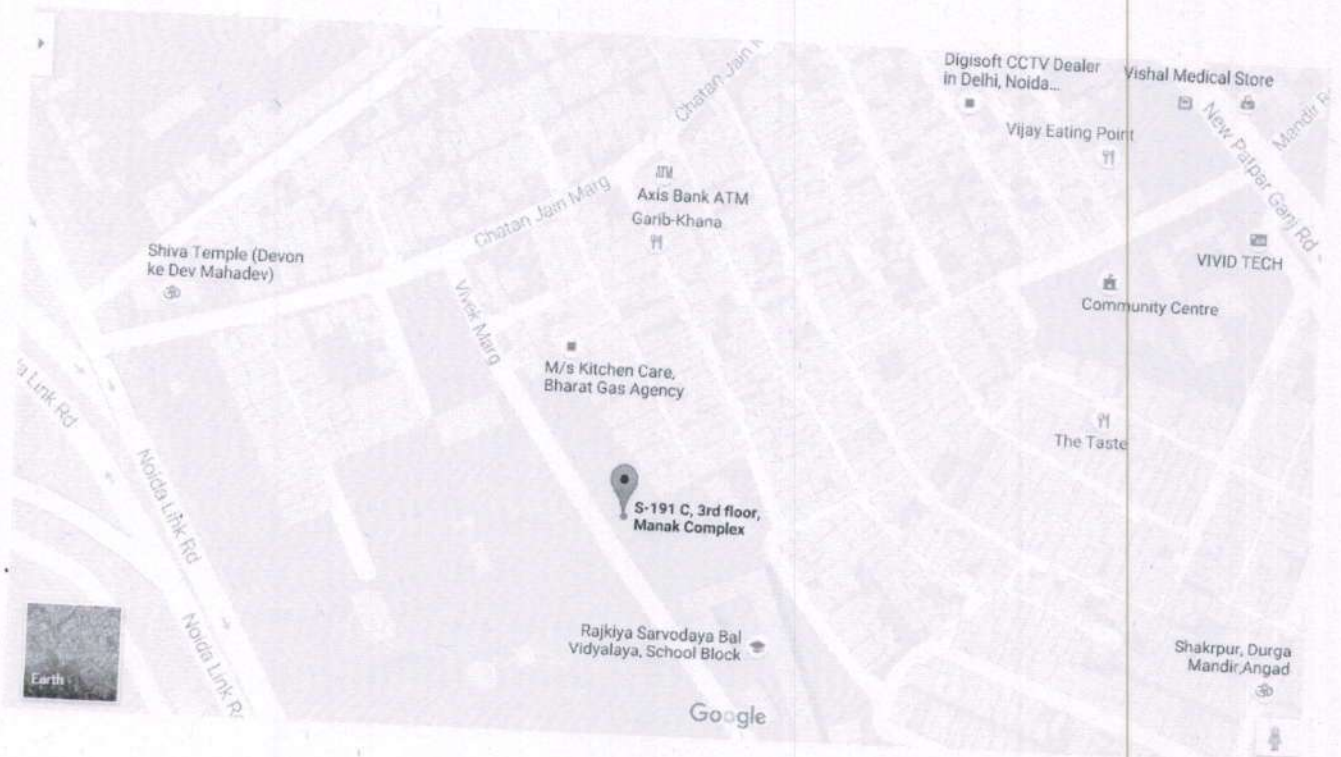 Digisoft CCTV Dealer
in Delhi, Noida...
Vishal Medical Store
Chatan Jain
Mandir R
New Patpar Ganj Rd
Vijay Eating Point
Axis Bank ATM
Garib-Khana
Chatan Jain Marg
Shiva Temple (Devon
ke Dev Mahadev)
VIVID TECH
Community Centre
Vivek Marg
M/s Kitchen Care,
Bharat Gas Agency
a Link Rd
The Taste
Noida Link Rd
S-191 C, 3rd floor,
Manak Complex
Rajkiya Sarvodaya Bal
Vidyalaya, School Block
Noida Link Rd
Shakrpur, Durga
Mandir,Angad
Earth
Google